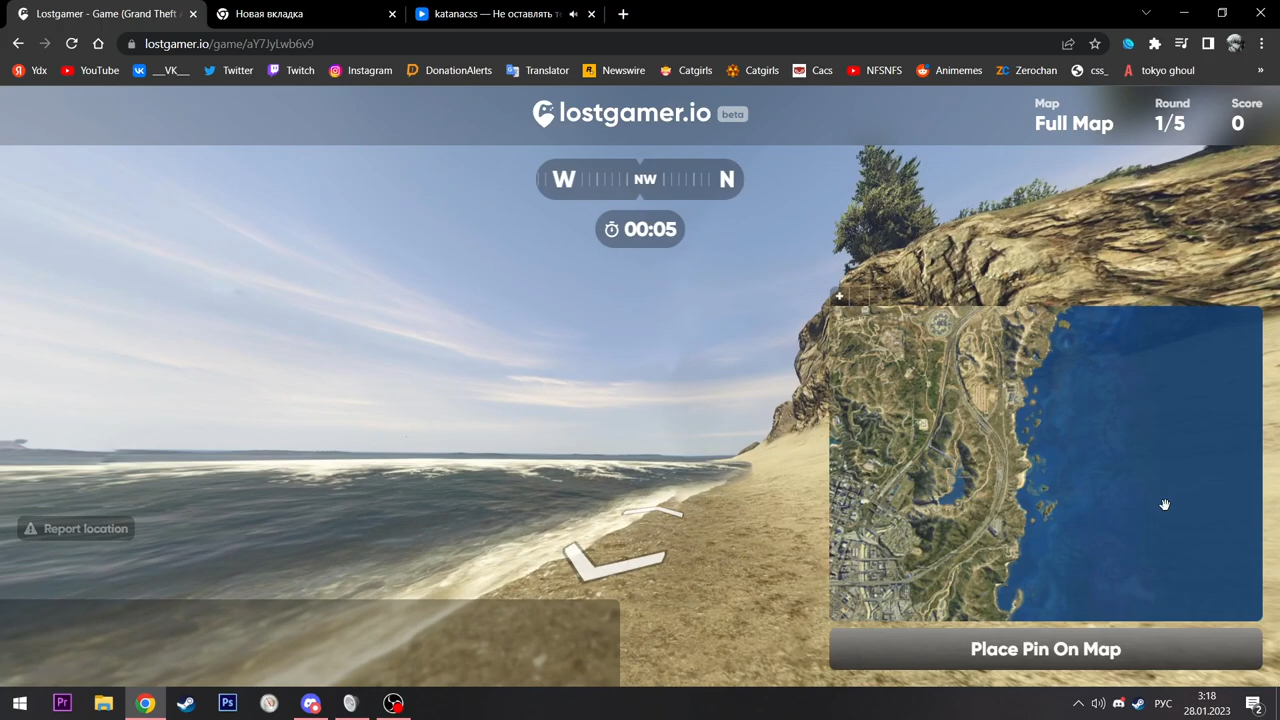 Lostgamer - Game (Grand Theft
Новая вкладка
katanacss — Не оставлять
lostgamer.io/game/aY7JyLwb6v9
Ydx
YouTube
__VK__
Twitter
Twitch
Instagram
DonationAlerts
Translator
Newswire
Catgirls
Catgirls
Cacs
NFSNFS
Animemes
Zerochan
css_
tokyo ghoul
»
lostgamer.io beta
Map
Full Map
Round
1/5
Score
0
W NW N
00:05
Report location
Place Pin On Map
РУС
3:18
28.01.2023
2